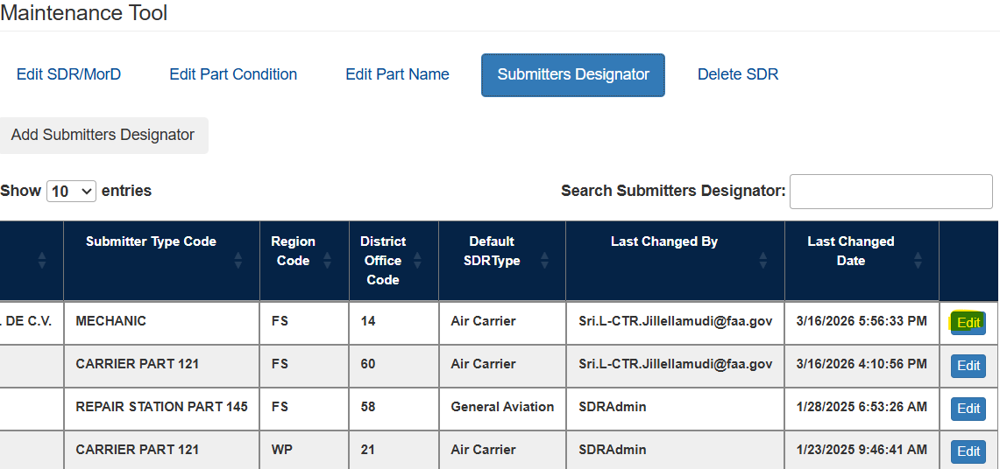 Maintenance Tool
Edit SDR/MorD Edit Part Condition Edit Part Name Submitters Designator Delete SDR
Add Submitters Designator
Show 10 entries Search Submitters Designator:
Submitter Type Code Region Code District Office Code Default SDRType Last Changed By Last Changed Date
. DE C.V. MECHANIC FS 14 Air Carrier Sri.L-CTR.Jillellamudi@faa.gov 3/16/2026 5:56:33 PM Edit
CARRIER PART 121 FS 60 Air Carrier Sri.L-CTR.Jillellamudi@faa.gov 3/16/2026 4:10:56 PM Edit
REPAIR STATION PART 145 FS 58 General Aviation SDRAdmin 1/28/2025 6:53:26 AM Edit
CARRIER PART 121 WP 21 Air Carrier SDRAdmin 1/23/2025 9:46:41 AM Edit